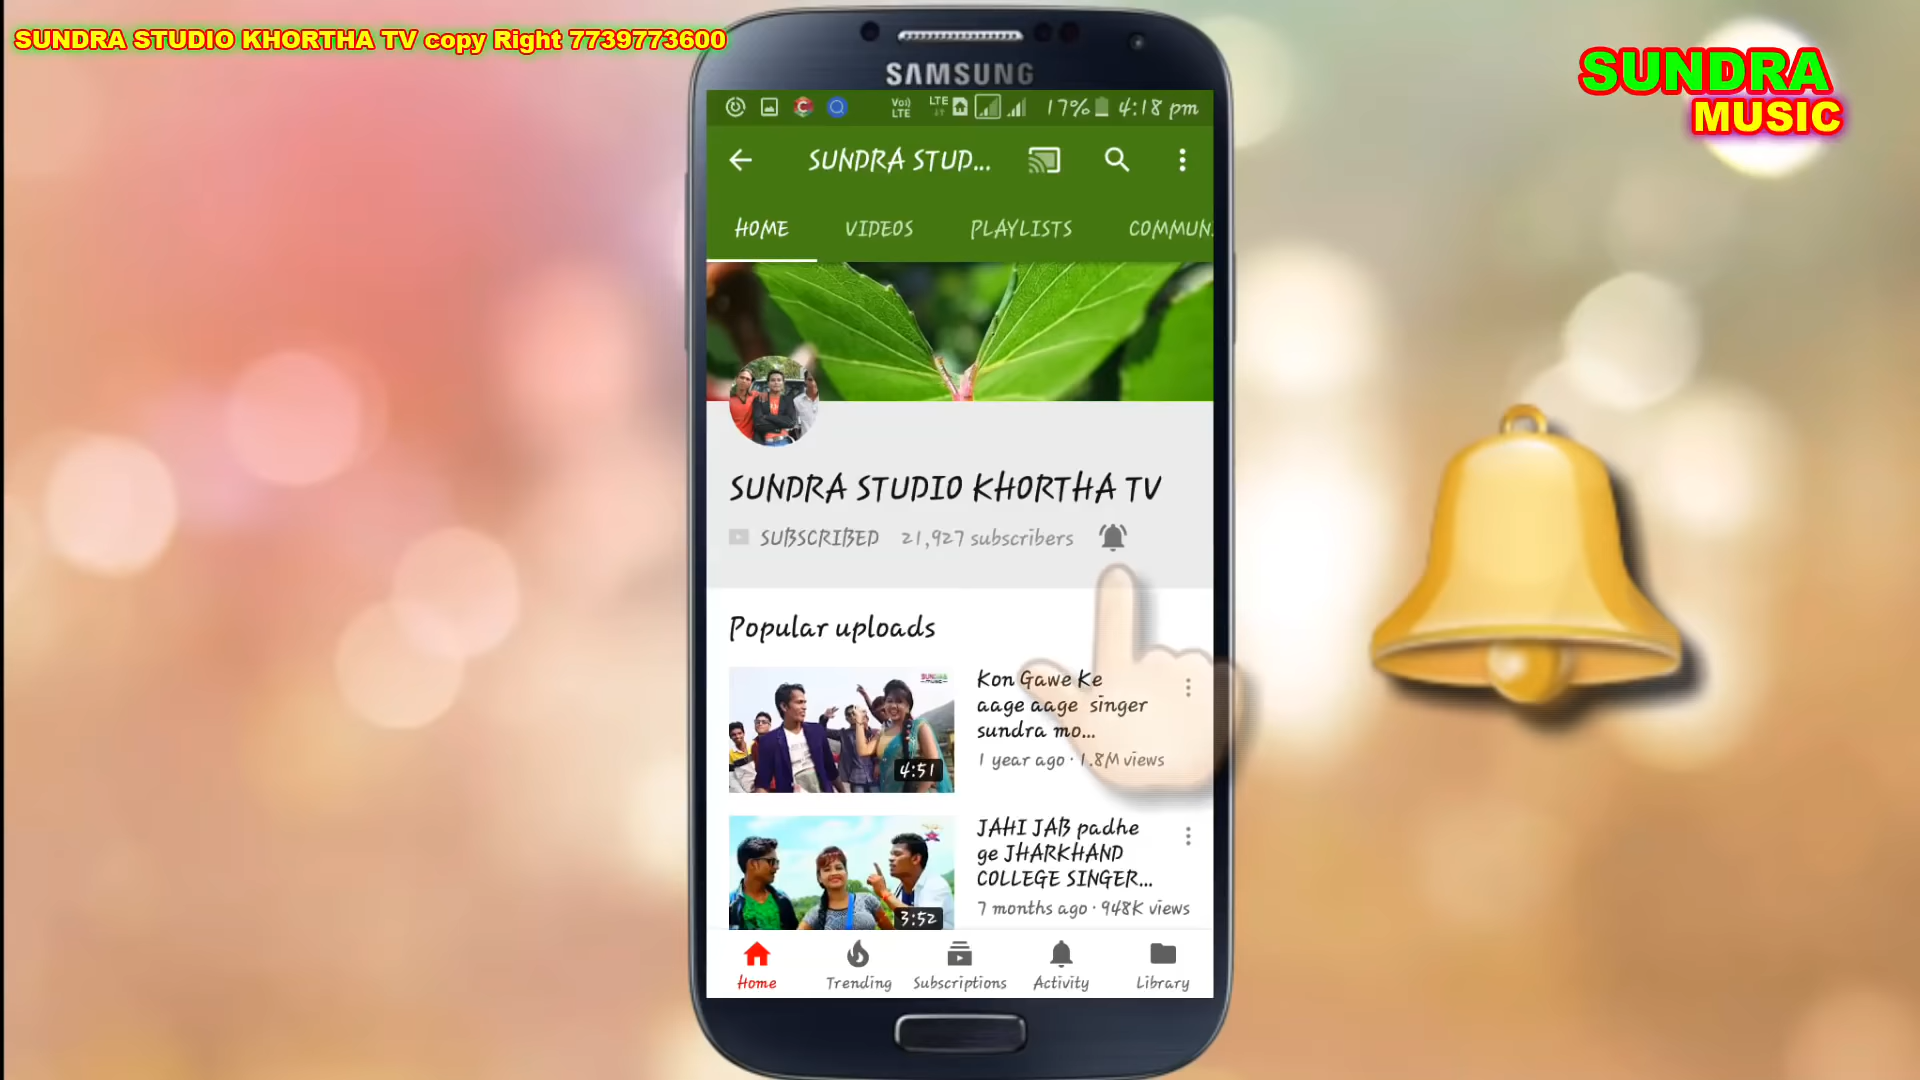 SUNDRA STUDIO KHORTHA TV copy Right 7739773600
SUNDRA
MUSIC
SAMSUNG
Vo))
LTE
LTE
17% 4:18 pm
SUNDRA STUD...
HOME VIDEOS PLAYLISTS COMMUN
SUNDRA STUDIO KHORTHA TV
SUBSCRIBED 21,927 subscribers
Popular uploads
Kon Gawe Ke
aage aage singer
sundra mo...
1 year ago · 1.8M views
4:51
JAHI JAB padhe
ge JHARKHAND
COLLEGE SINGER...
7 months ago · 948K views
3:52
Home Trending Subscriptions Activity Library